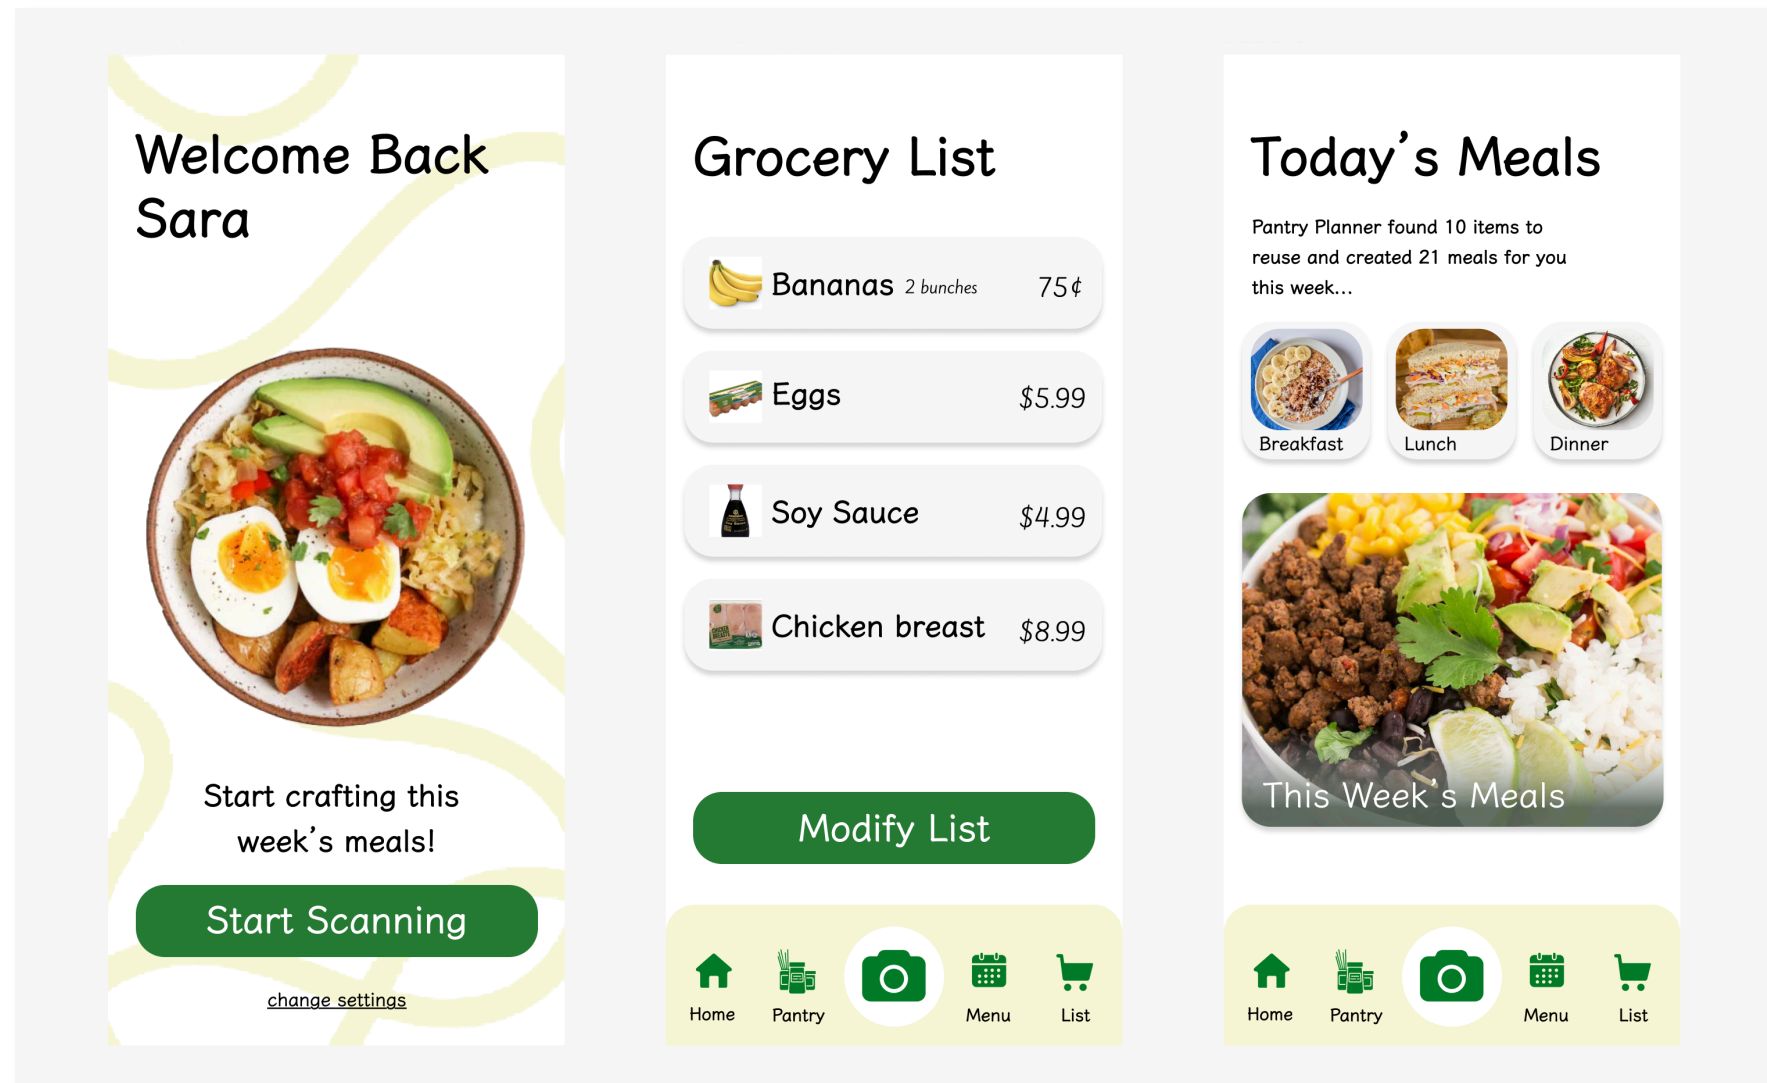 Welcome Back
Sara
Start crafting this
week's meals!
Start Scanning
change settings
Grocery List
Bananas 2 bunches 75¢
Eggs $5.99
Soy Sauce $4.99
Chicken breast $8.99
Modify List
Home Pantry Menu List
Today's Meals
Pantry Planner found 10 items to
reuse and created 21 meals for you
this week...
Breakfast Lunch Dinner
This Week's Meals
Home Pantry Menu List